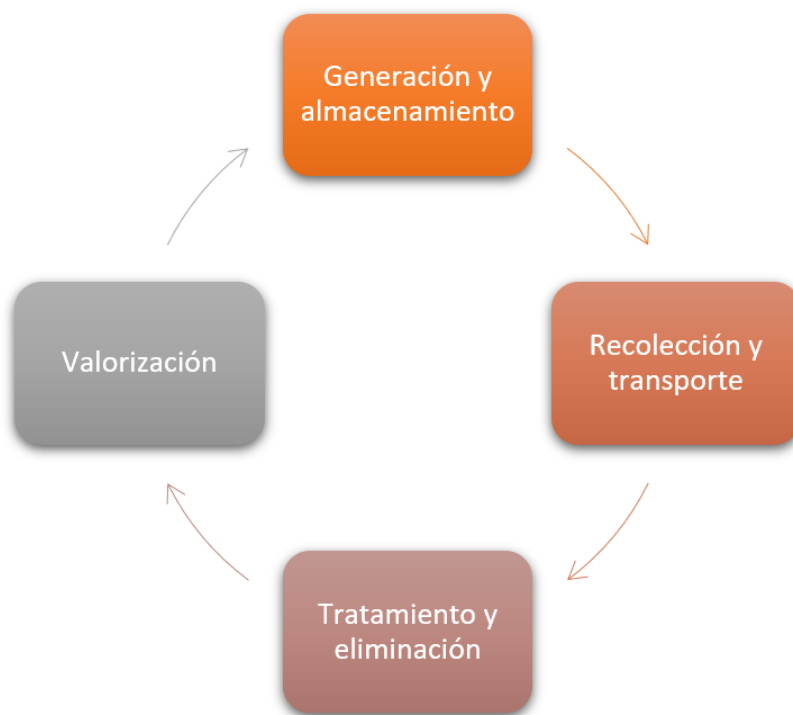 Generación y
almacenamiento
Recolección y
transporte
Tratamiento y
eliminación
Valorización